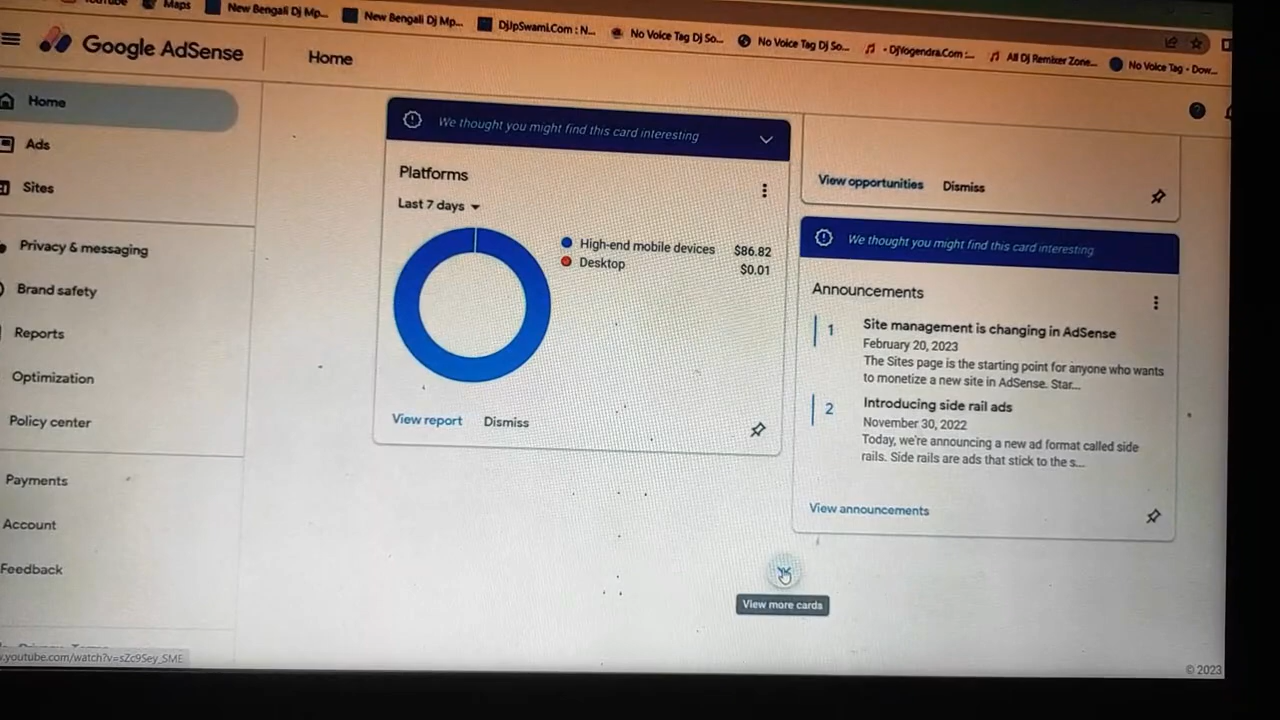 YouTube
Maps
New Bengali Dj Mp...
New Bengali Dj Mp...
DjJpSwami.Com : N...
No Voice Tag Dj So...
No Voice Tag Dj So...
- DjYogendra.Com :...
All Dj Remixer Zone...
No Voice Tag - Dow...
Google AdSense
Home
Home
Ads
Sites
Privacy & messaging
Brand safety
Reports
Optimization
Policy center
Payments
Account
Feedback
We thought you might find this card interesting
Platforms
Last 7 days
High-end mobile devices $86.82
Desktop $0.01
View report Dismiss
View opportunities Dismiss
We thought you might find this card interesting
Announcements
1 Site management is changing in AdSense
February 20, 2023
The Sites page is the starting point for anyone who wants
to monetize a new site in AdSense. Star...
2 Introducing side rail ads
November 30, 2022
Today, we're announcing a new ad format called side
rails. Side rails are ads that stick to the s...
View announcements
View more cards
.youtube.com/watch?v=sZc9Sey_SME
© 2023